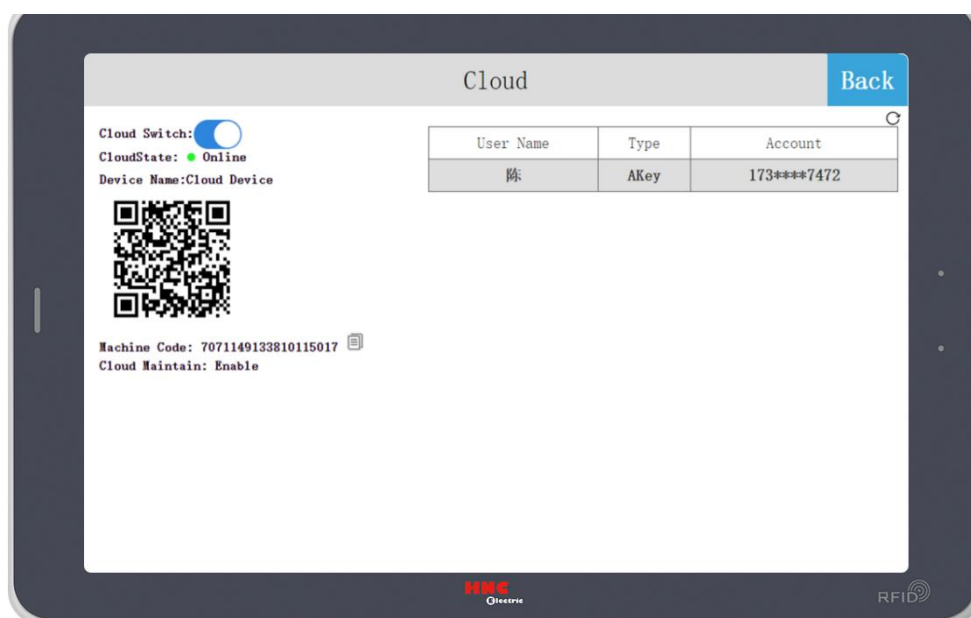 Cloud
Back
Cloud Switch:
CloudState: Online
Device Name:Cloud Device
Machine Code: 7071149133810115017
Cloud Maintain: Enable
User Name Type Account
陈 AKey 173****7472
HNC
Electric
RFID